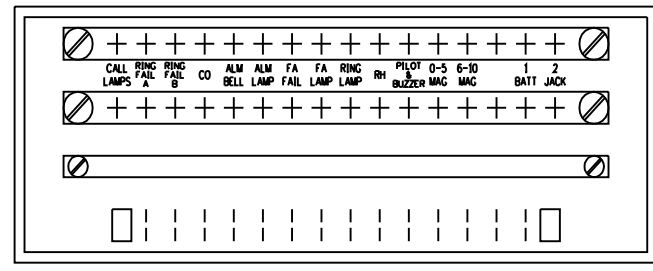 CALL LAMPS
RING FAIL A
RING FAIL B
CO
ALM BELL
ALM LAMP
FA FAIL
FA LAMP
RING LAMP
RH
PILOT & BUZZER
0-5 MAG
6-10 MAG
1 BATT
2 JACK